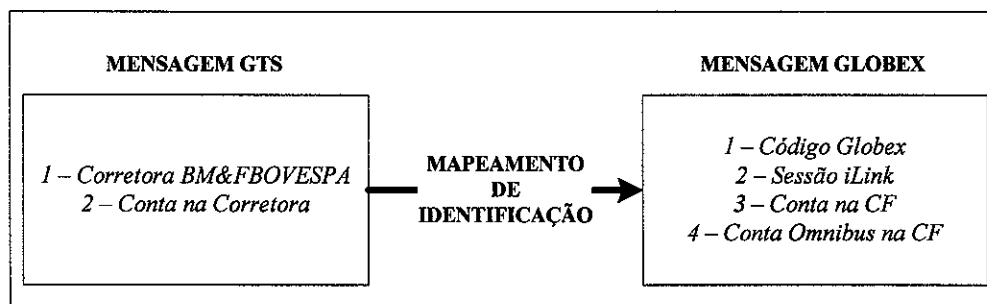 MENSAGEM GTS
1 – Corretora BM&FBOVESPA
2 – Conta na Corretora
MAPEAMENTO
DE
IDENTIFICAÇÃO
MENSAGEM GLOBEX
1 – Código Globex
2 – Sessão iLink
3 – Conta na CF
4 – Conta Omnibus na CF